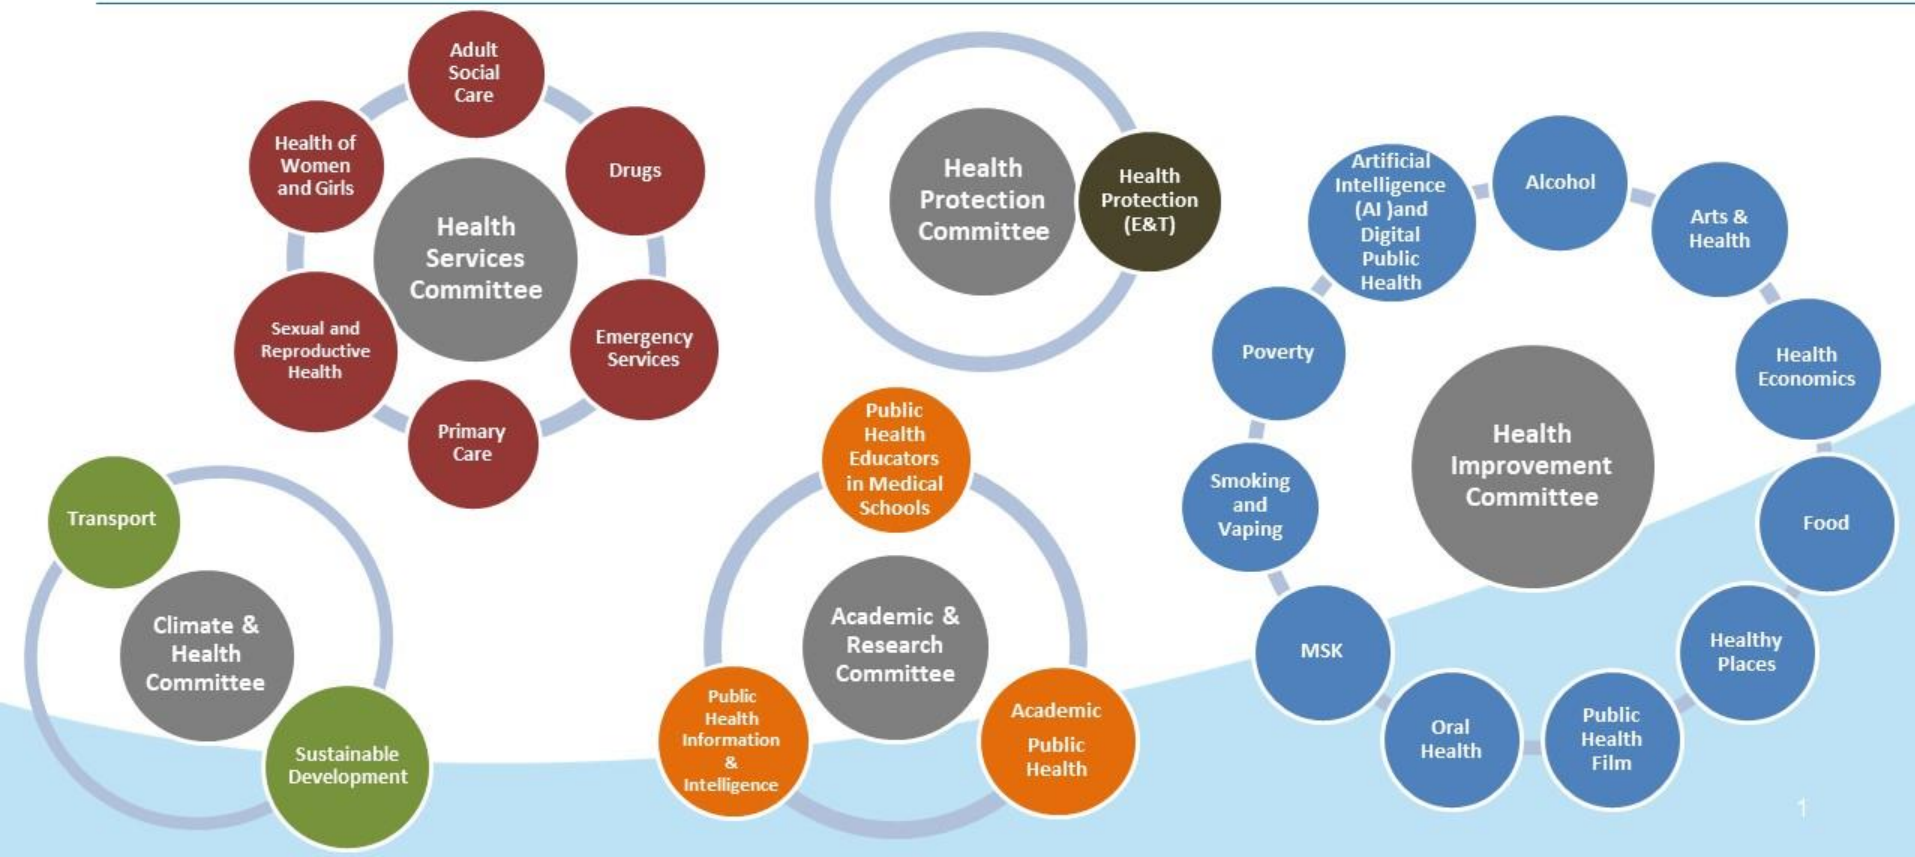 Adult
Social
Care
Drugs
Emergency
Services
Primary
Care
Sexual and
Reproductive
Health
Health of
Women
and Girls
Health
Services
Committee
Health
Protection
Committee
Health
Protection
(E&T)
Artificial
Intelligence
(AI )and
Digital
Public
Health
Alcohol
Arts &
Health
Health
Economics
Food
Healthy
Places
Public
Health
Film
Oral
Health
MSK
Smoking
and
Vaping
Poverty
Health
Improvement
Committee
Transport
Climate &
Health
Committee
Sustainable
Development
Public
Health
Educators
in Medical
Schools
Academic &
Research
Committee
Public
Health
Information
&
Intelligence
Academic
Public
Health
1